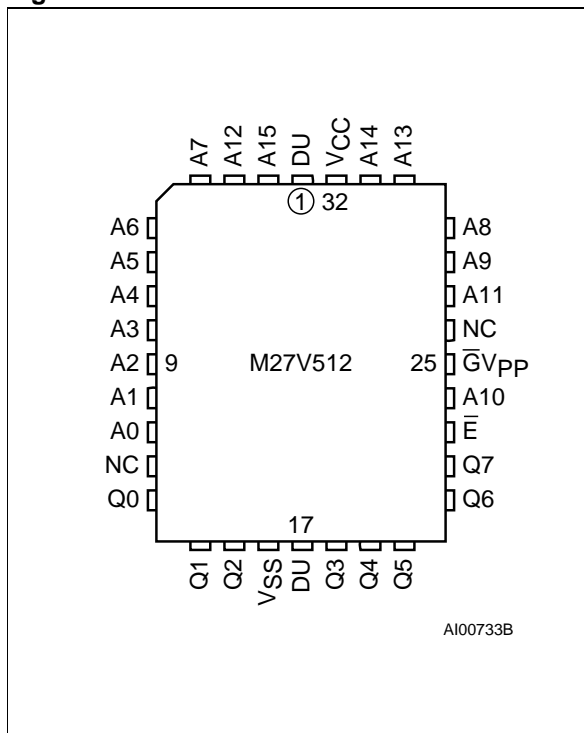 A7 A12 A15 DU VCC A14 A13
1 32
A6 A8
A5 A9
A4 A11
A3 NC
A2 9 M27V512 25 G̅VPP
A1 A10
A0 E̅
NC Q7
Q0 Q6
17
Q1 Q2 VSS DU Q3 Q4 Q5
AI00733B